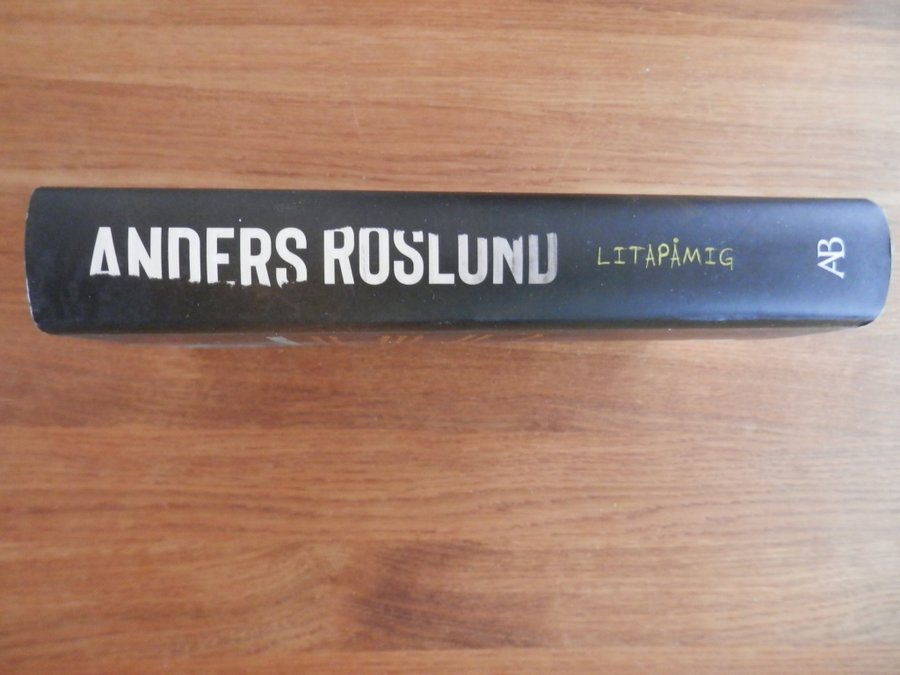 ANDERS ROSLUND LITAPÅMIG AB